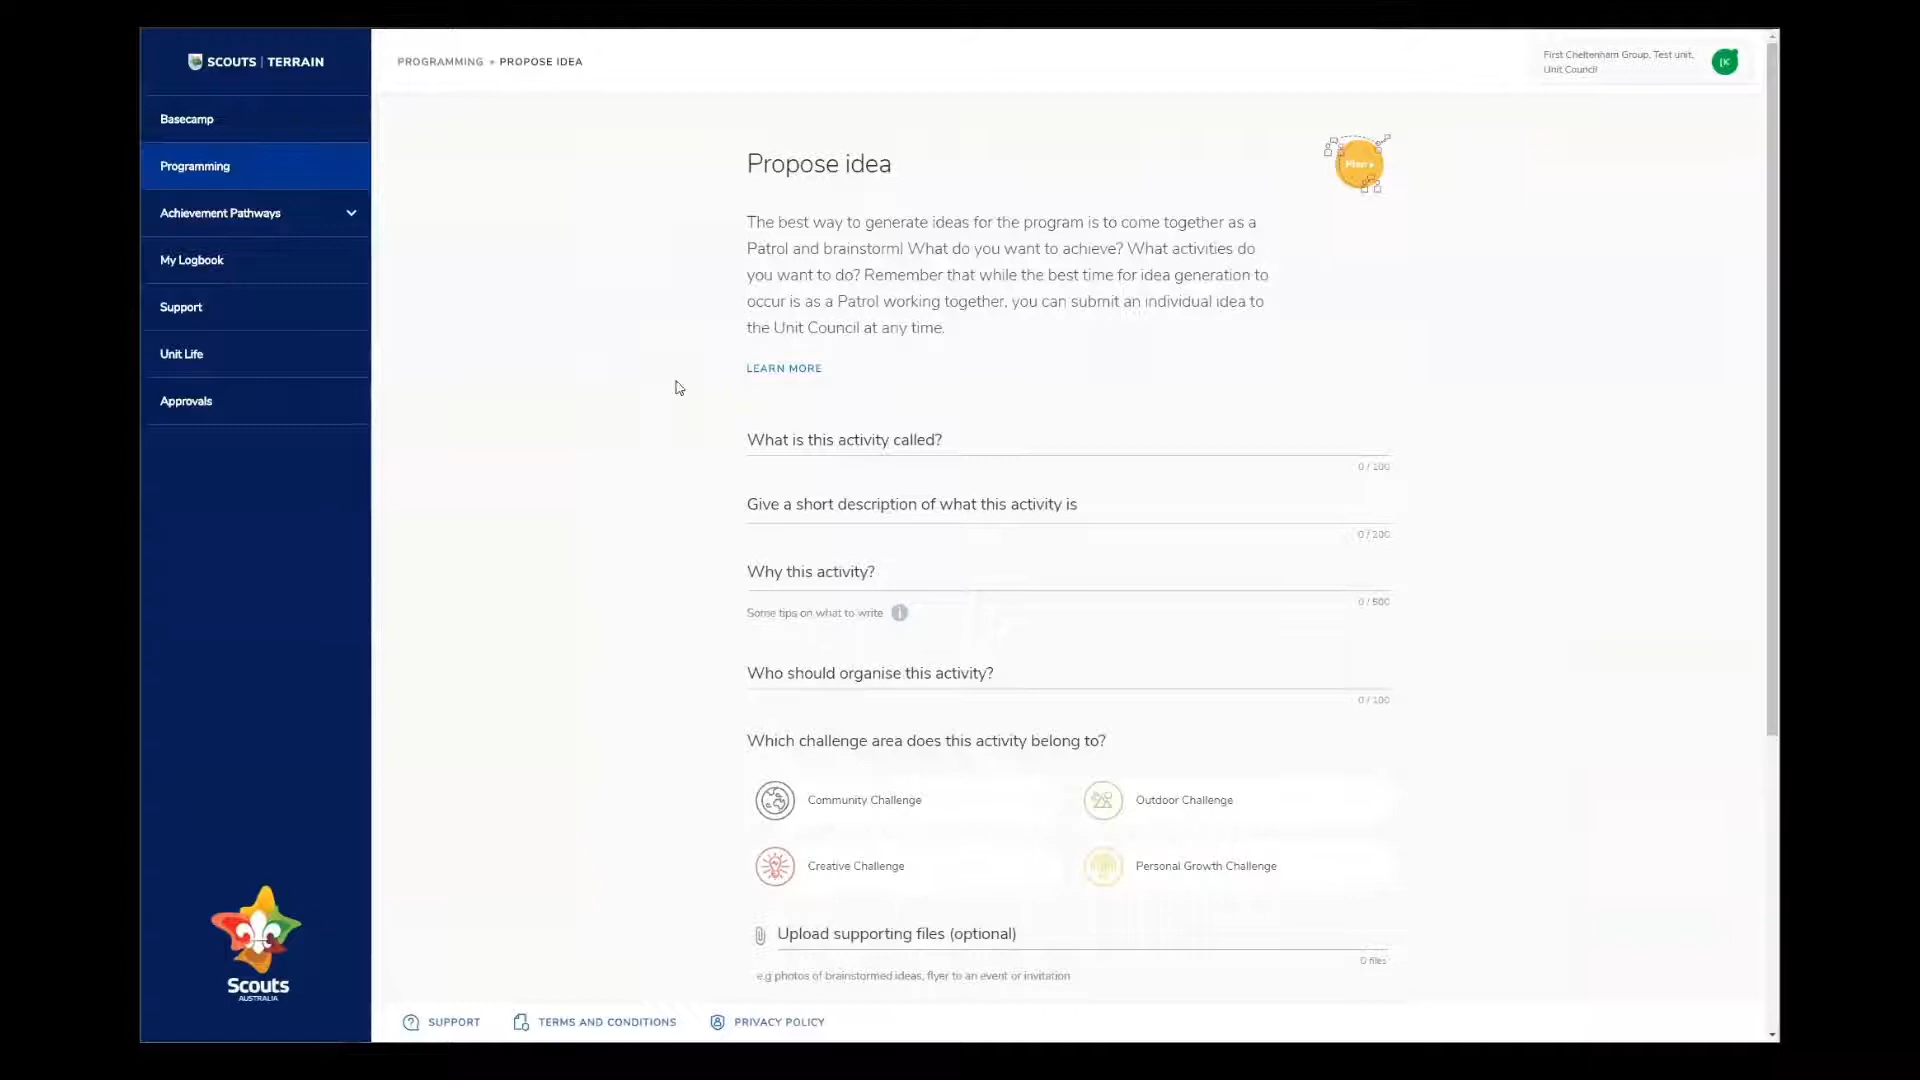 SCOUTS | TERRAIN
PROGRAMMING • PROPOSE IDEA
First Cheltenham Group, Test unit,
Unit Council
Basecamp
Programming
Achievement Pathways
My Logbook
Support
Unit Life
Approvals
Propose idea
Plan>
The best way to generate ideas for the program is to come together as a
Patrol and brainstorm! What do you want to achieve? What activities do
you want to do? Remember that while the best time for idea generation to
occur is as a Patrol working together, you can submit an individual idea to
the Unit Council at any time.
LEARN MORE
What is this activity called?
0 / 100
Give a short description of what this activity is
0 / 200
Why this activity?
0 / 500
Some tips on what to write
Who should organise this activity?
0 / 100
Which challenge area does this activity belong to?
Community Challenge
Outdoor Challenge
Creative Challenge
Personal Growth Challenge
Upload supporting files (optional)
0 files
e.g photos of brainstormed ideas, flyer to an event or invitation
Scouts
AUSTRALIA
SUPPORT
TERMS AND CONDITIONS
PRIVACY POLICY